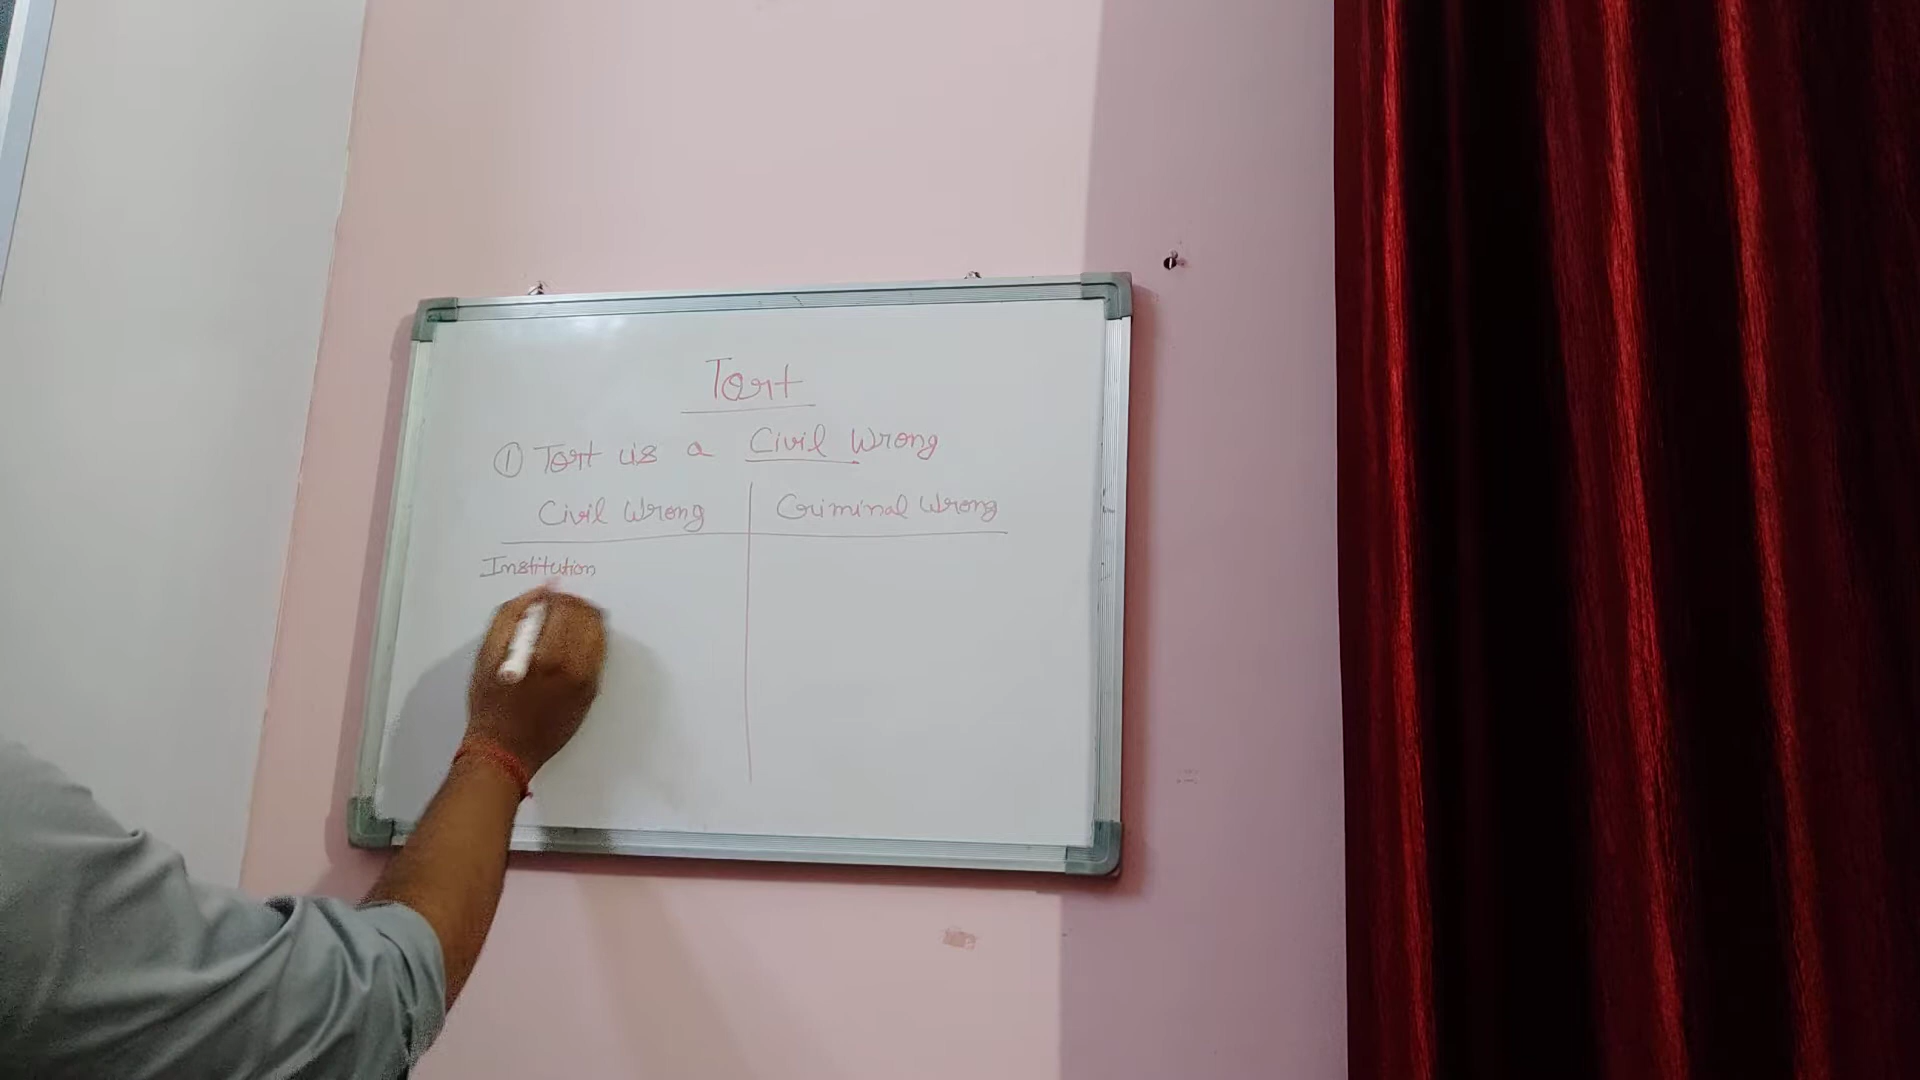 Tort
① Tort is a Civil Wrong
Civil Wrong Criminal Wrong
Institution